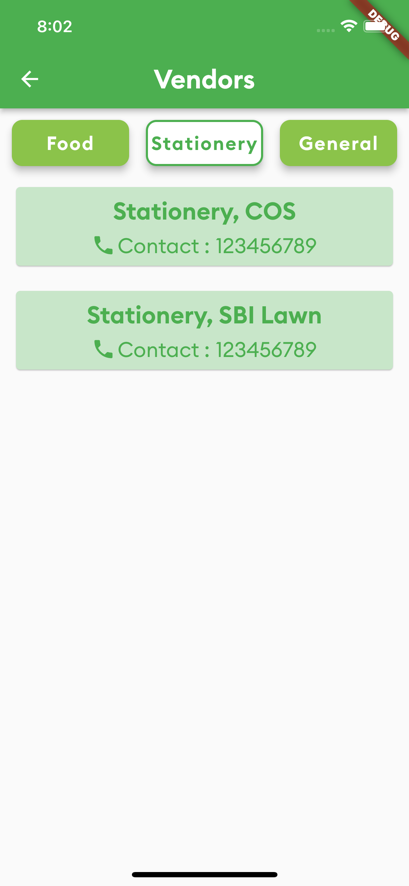 8:02
DEBUG
Vendors
Food Stationery General
Stationery, COS
Contact : 123456789
Stationery, SBI Lawn
Contact : 123456789